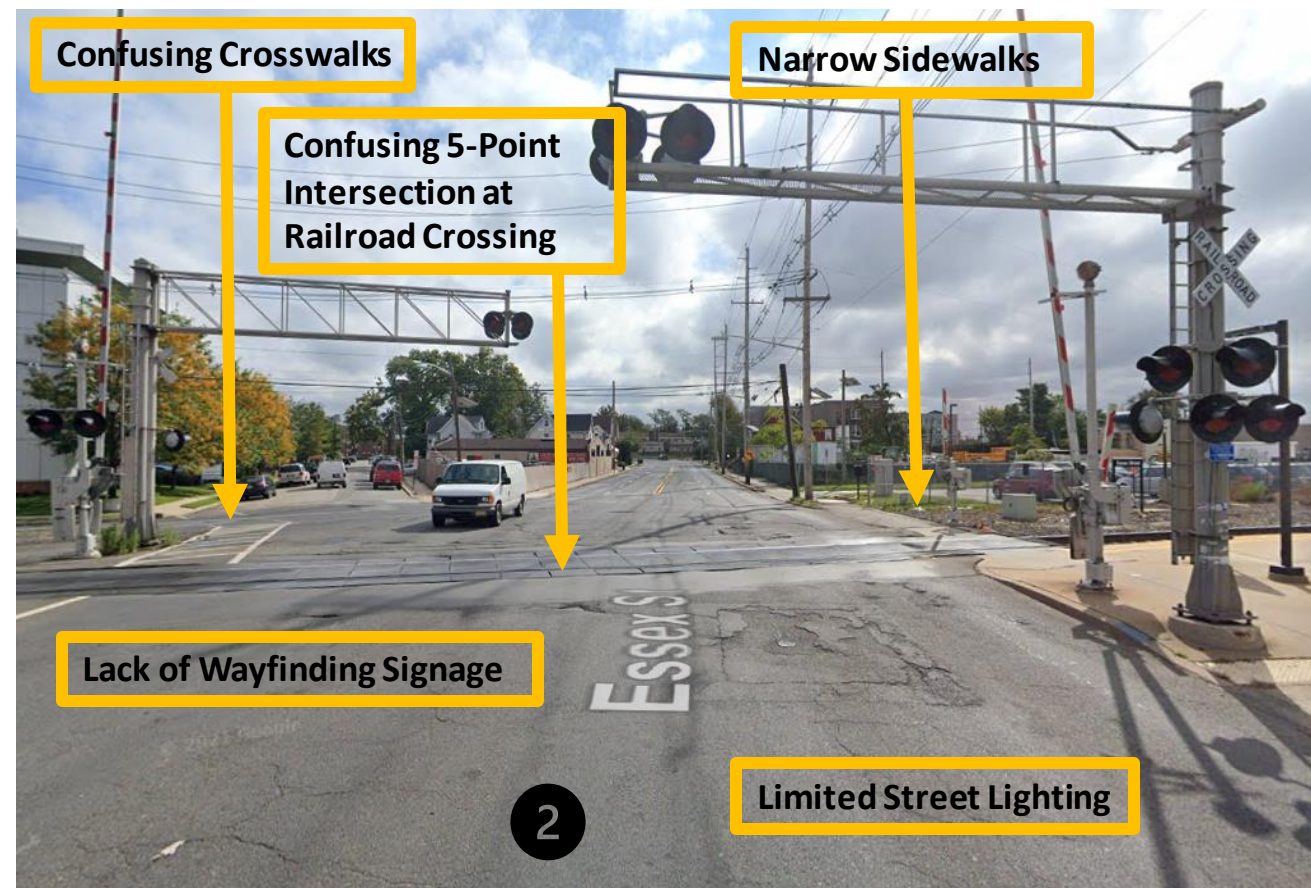 Confusing Crosswalks
Narrow Sidewalks
Confusing 5-Point
Intersection at
Railroad Crossing
RAILROAD
CROSSING
Essex S
Lack of Wayfinding Signage
Limited Street Lighting
2